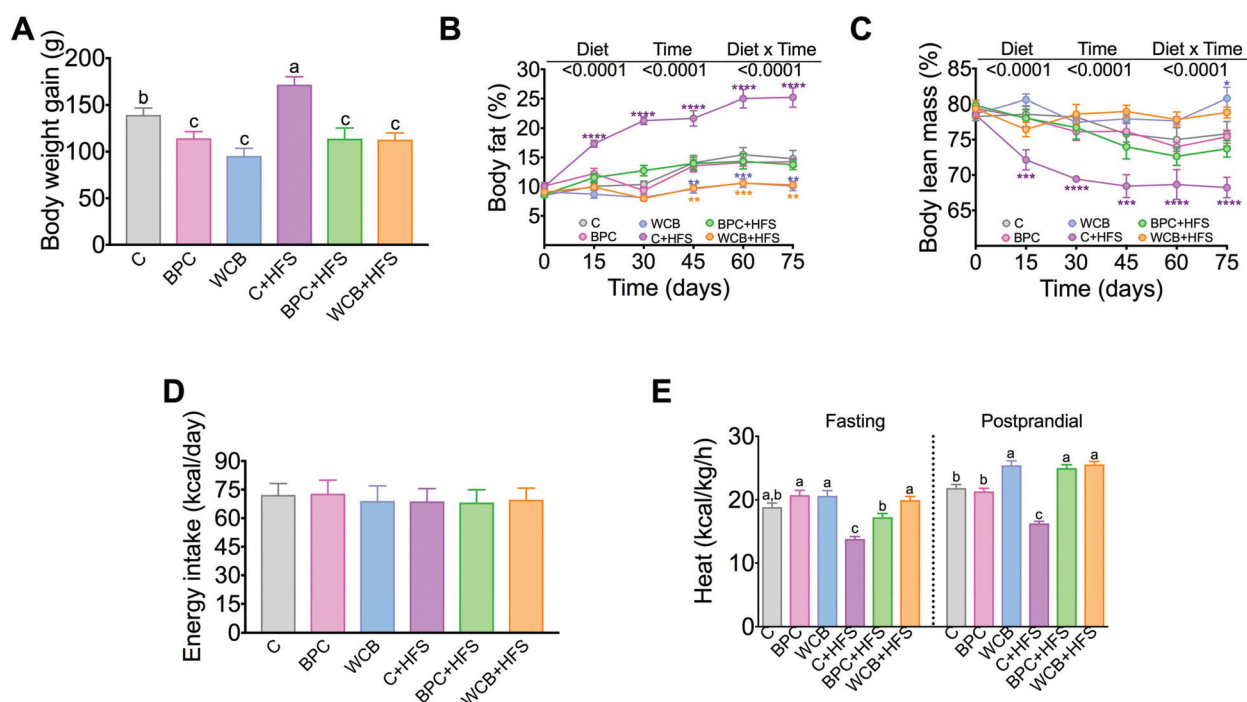 A
Body weight gain (g)
200
150
100
50
0
b
c
c
a
c
c
C
BPC
WCB
C+HFS
BPC+HFS
WCB+HFS
B
Diet Time Diet x Time
<0.0001 <0.0001 <0.0001
Body fat (%)
30
25
20
15
10
5
**** **** **** **** ****
** *** **
** *** **
C WCB BPC+HFS
BPC C+HFS WCB+HFS
0 15 30 45 60 75
Time (days)
C
Diet Time Diet x Time
<0.0001 <0.0001 <0.0001
Body lean mass (%)
85
80
75
70
65
*
*** **** *** **** ****
C WCB BPC+HFS
BPC C+HFS WCB+HFS
0 15 30 45 60 75
Time (days)
D
Energy intake (kcal/day)
90
75
60
45
30
15
0
C
BPC
WCB
C+HFS
BPC+HFS
WCB+HFS
E
Fasting Postprandial
Heat (kcal/kg/h)
30
20
10
0
a,b a a c b a
b b a c a a
C
BPC
WCB
C+HFS
BPC+HFS
WCB+HFS
C
BPC
WCB
C+HFS
BPC+HFS
WCB+HFS